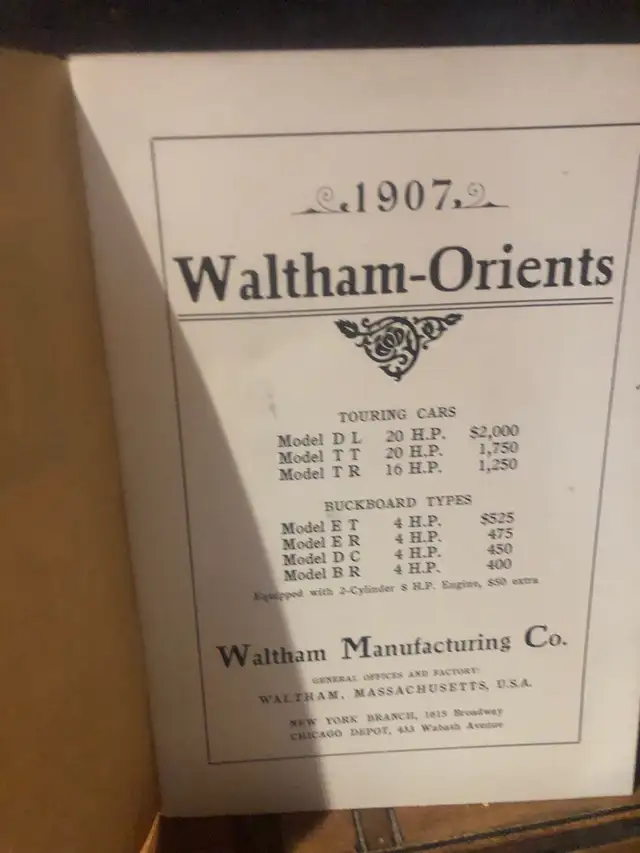 1907
Waltham-Orients
TOURING CARS
Model D L 20 H.P. $2,000
Model T T 20 H.P. 1,750
Model T R 16 H.P. 1,250
BUCKBOARD TYPES
Model E T 4 H.P. $525
Model E R 4 H.P. 475
Model D C 4 H.P. 450
Model B R 4 H.P. 400
Equipped with 2-Cylinder 8 H.P. Engine, $50 extra
Waltham Manufacturing Co.
GENERAL OFFICES AND FACTORY:
WALTHAM, MASSACHUSETTS, U.S.A.
NEW YORK BRANCH, 1615 Broadway
CHICAGO DEPOT, 433 Wabash Avenue